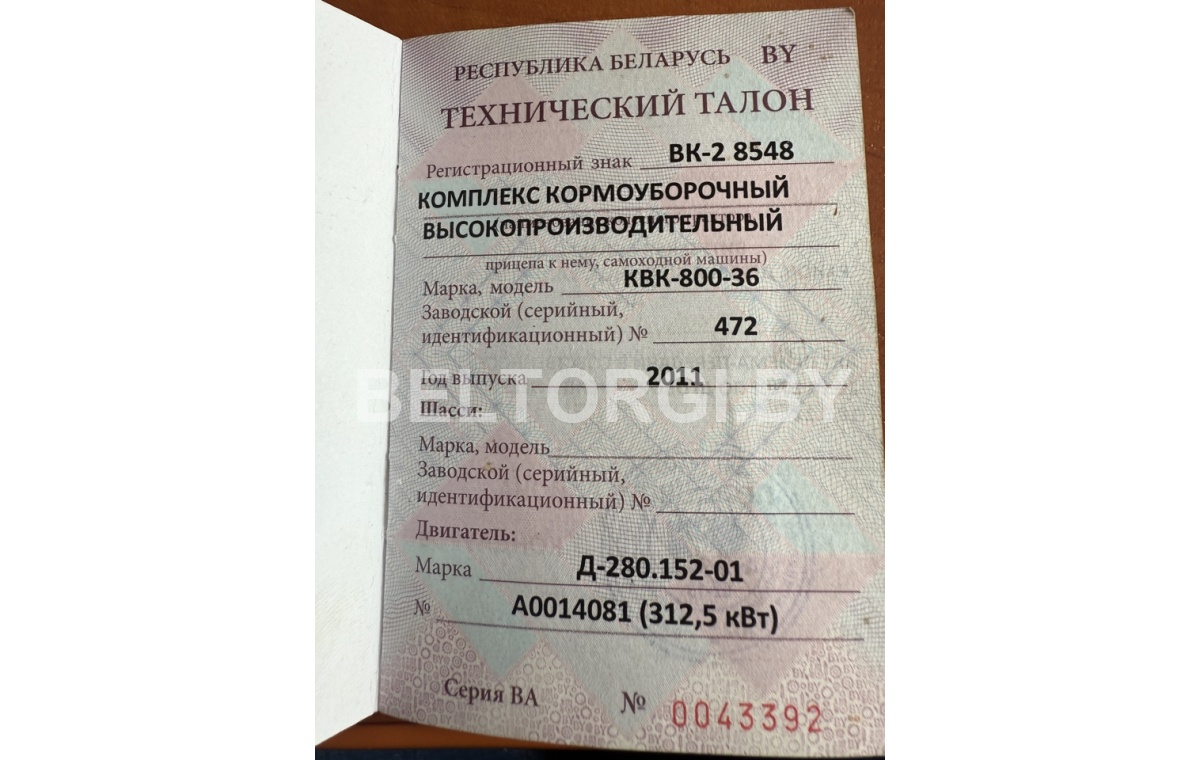 РЕСПУБЛИКА БЕЛАРУСЬ BY
ТЕХНИЧЕСКИЙ ТАЛОН
Регистрационный знак ВК-2 8548
КОМПЛЕКС КОРМОУБОРОЧНЫЙ
ВЫСОКОПРОИЗВОДИТЕЛЬНЫЙ
прицепа к нему, самоходной машины)
Марка, модель КВК-800-36
Заводской (серийный,
идентификационный) № 472
Год выпуска 2011
BELTORGI.BY
Шасси:
Марка, модель
Заводской (серийный,
идентификационный) №
Двигатель:
Марка Д-280.152-01
№ А0014081 (312,5 кВт)
Серия ВА № 0043392